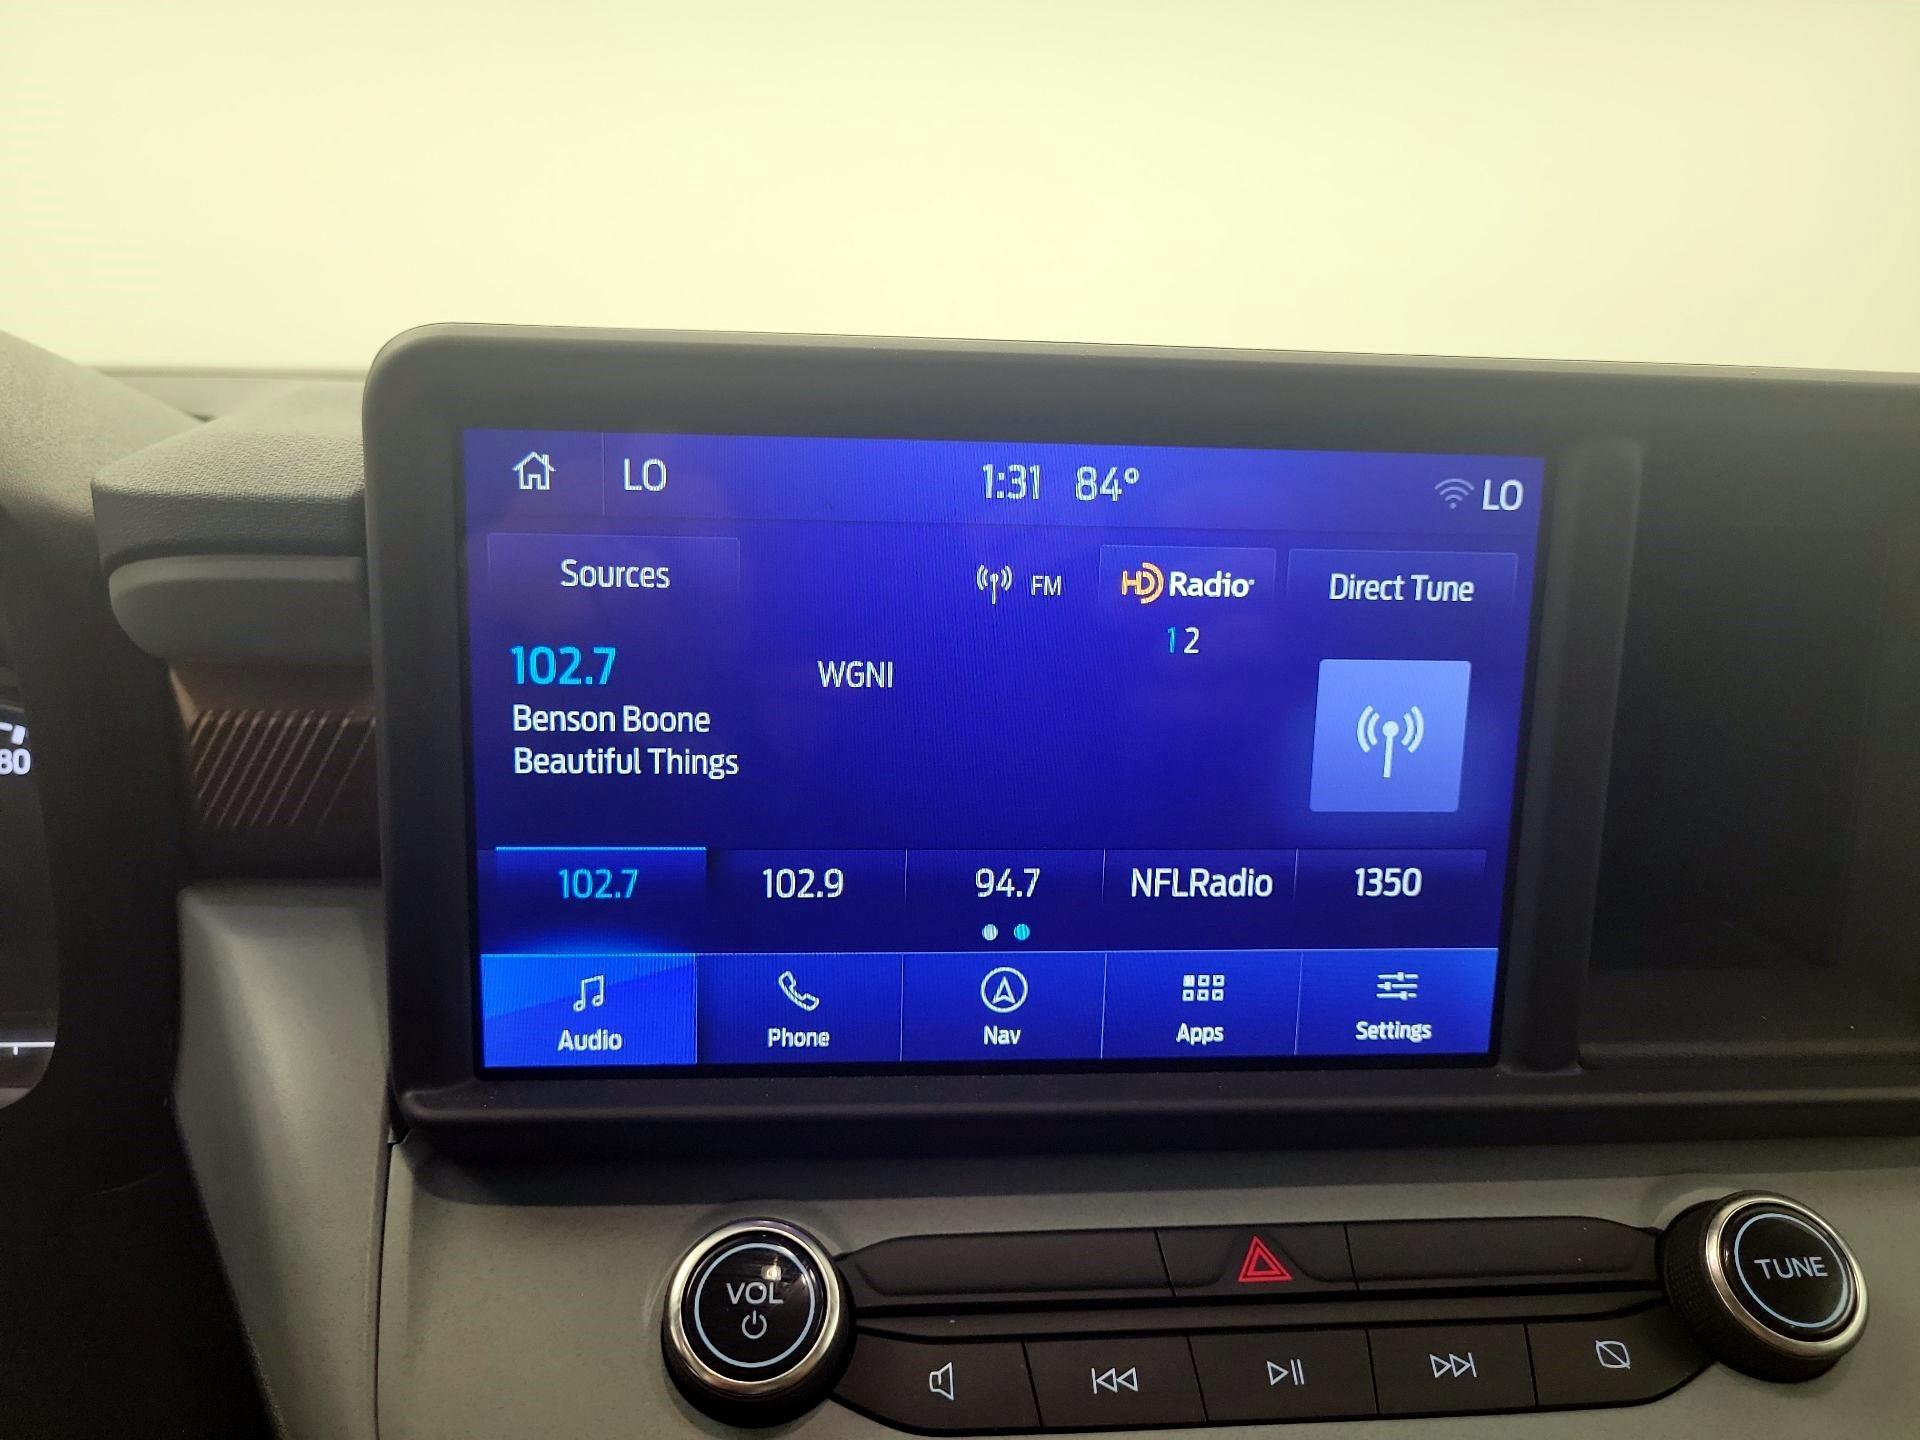 LO 1:31 84° LO
Sources FM HD Radio Direct Tune
1 2
102.7 WGNI
Benson Boone
Beautiful Things
80
102.7 102.9 94.7 NFLRadio 1350
Audio Phone Nav Apps Settings
VOL TUNE